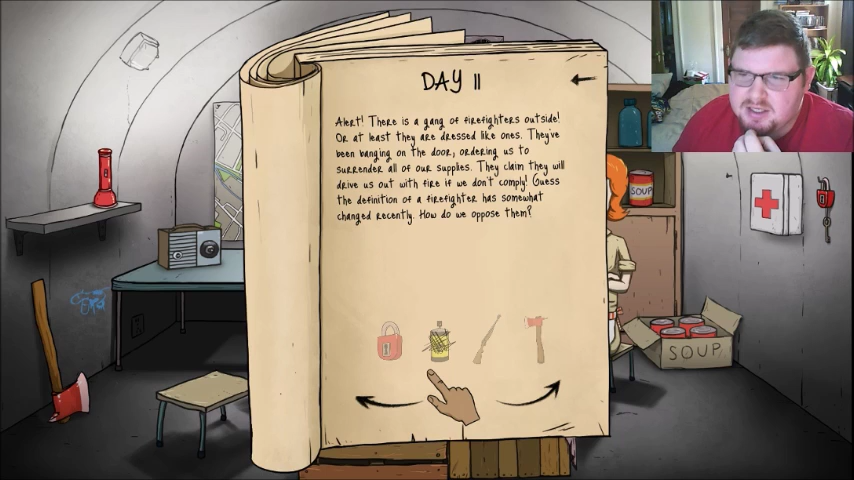 DAY 11
Alert! There is a gang of firefighters outside!
Or at least they are dressed like ones. They've
been banging on the door, ordering us to
surrender all of our supplies. They claim they will
drive us out with fire if we don't comply! Guess
the definition of a firefighter has somewhat
changed recently. How do we oppose them?
SOUP
SOUP